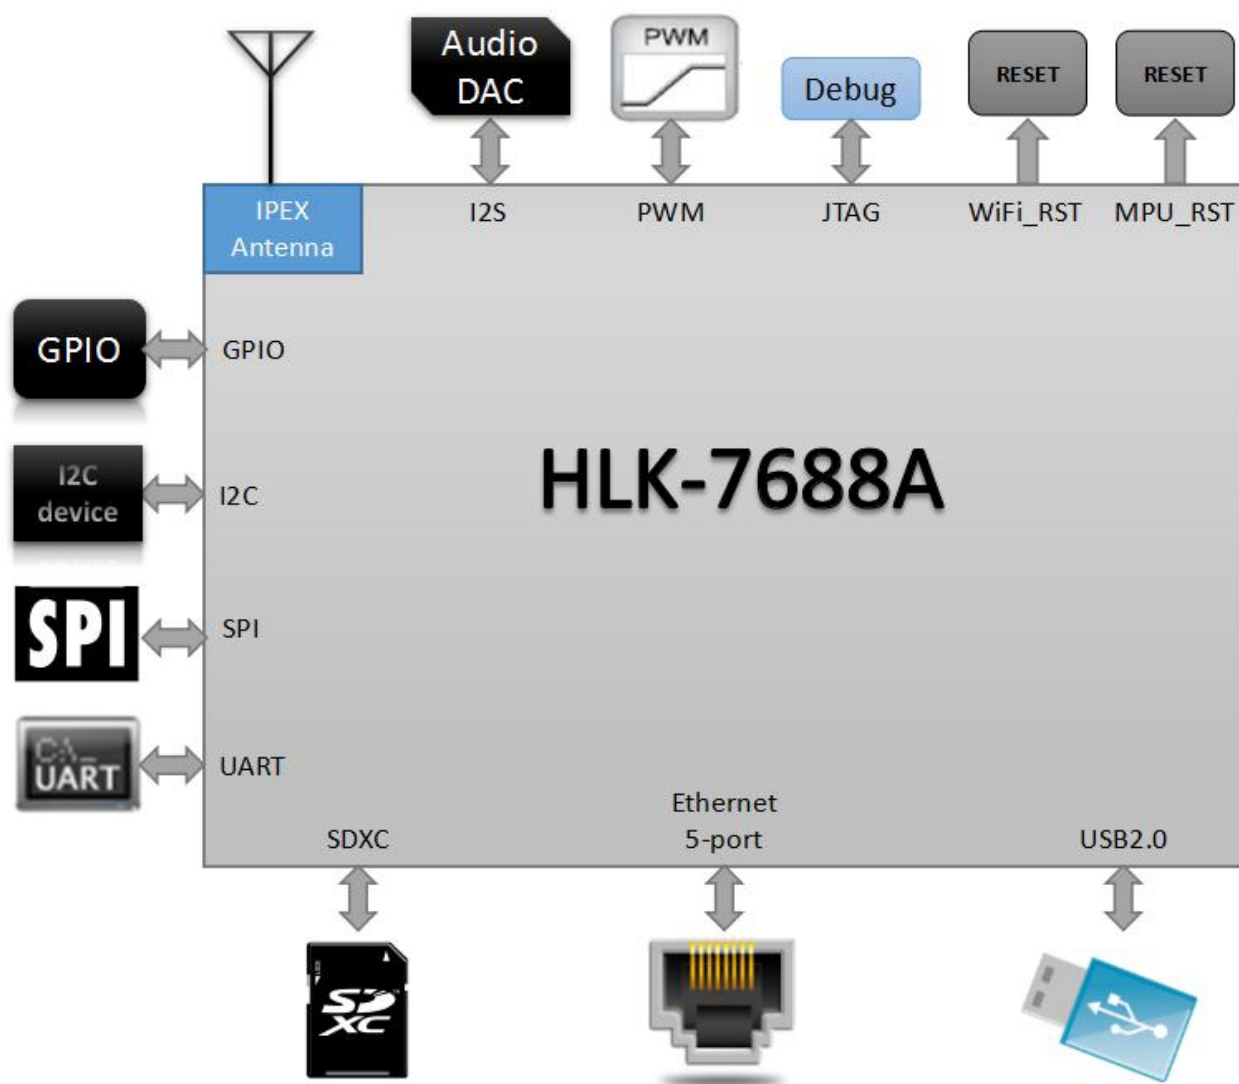 Audio
DAC
PWM
Debug
RESET
RESET
IPEX
Antenna
I2S
PWM
JTAG
WiFi_RST
MPU_RST
GPIO
GPIO
I2C
device
I2C
HLK-7688A
SPI
SPI
C:\_
UART
UART
SDXC
Ethernet
5-port
USB2.0
LOCK
SD
XC